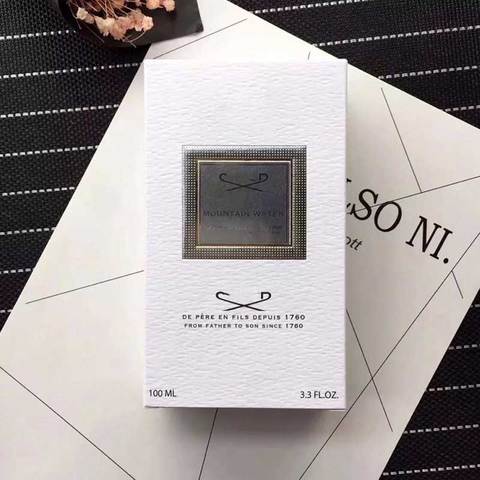 MOUNTAIN WATER
DE PÈRE EN FILS DEPUIS 1760
FROM FATHER TO SON SINCE 1760
100 ML
3.3 FL.OZ.
SO NI.
ott